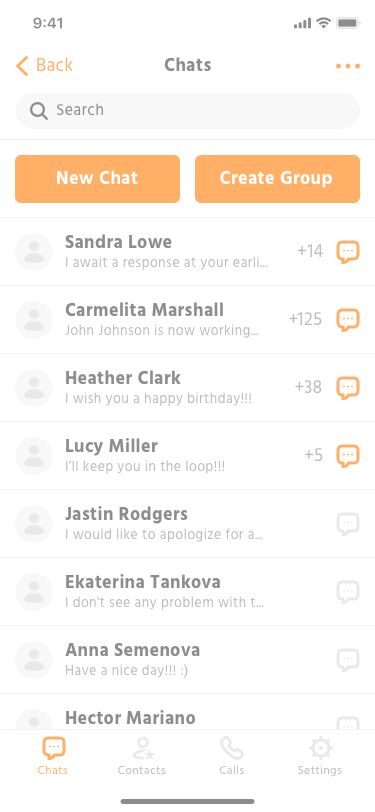 9:41
Back
Chats
Search
New Chat
Create Group
Sandra Lowe
I await a response at your earli...
+14
Carmelita Marshall
John Johnson is now working...
+125
Heather Clark
I wish you a happy birthday!!!
+38
Lucy Miller
I'll keep you in the loop!!!
+5
Jastin Rodgers
I would like to apologize for a...
Ekaterina Tankova
I don't see any problem with t...
Anna Semenova
Have a nice day!!! :)
Hector Mariano
Chats
Contacts
Calls
Settings